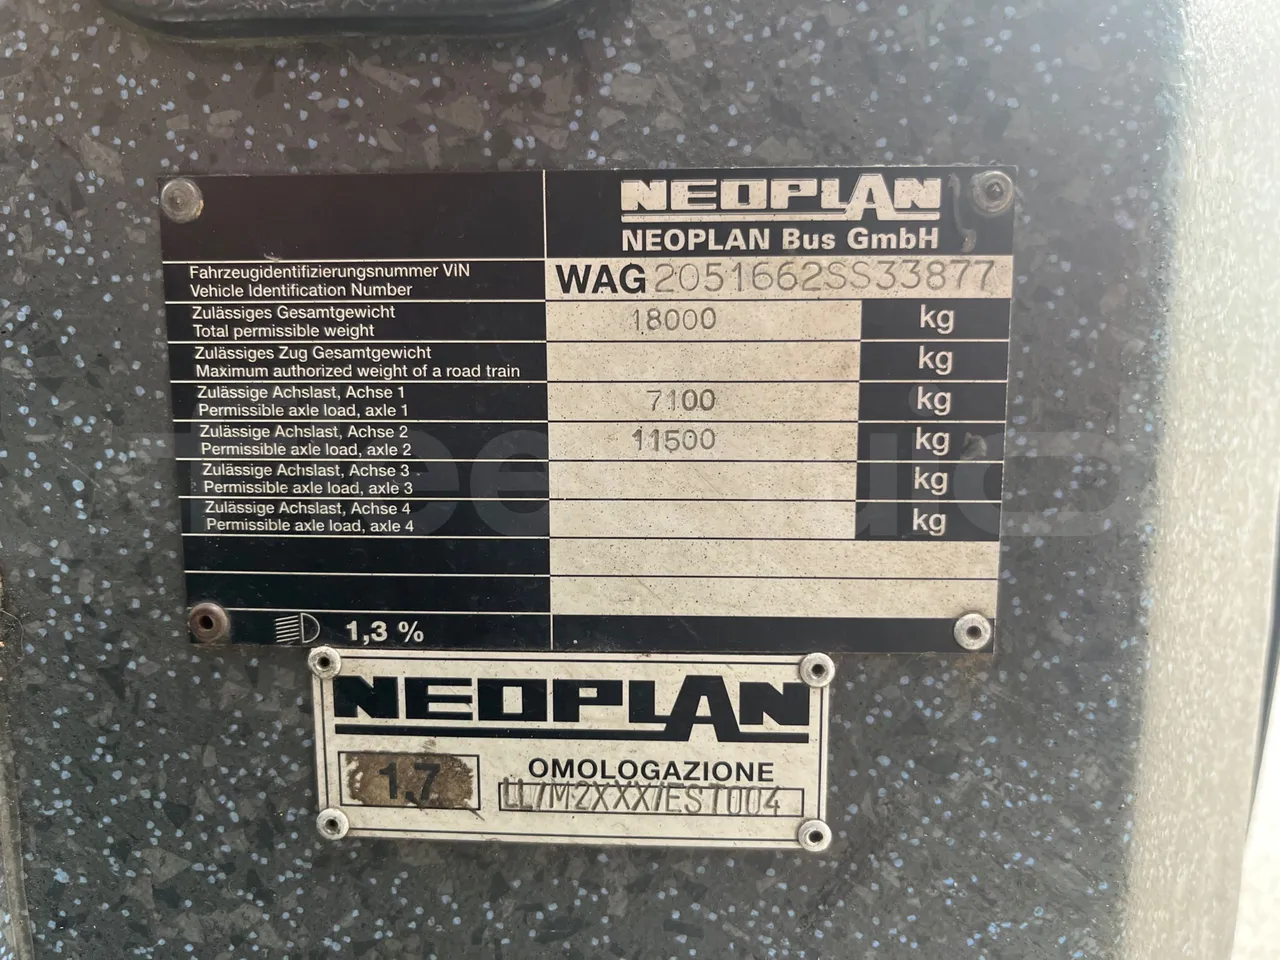 NEOPLAN
NEOPLAN Bus GmbH
Fahrzeugidentifizierungsnummer VIN
Vehicle Identification Number
WAG2051662SS33877
Zulässiges Gesamtgewicht
Total permissible weight
18000 kg
Zulässiges Zug Gesamtgewicht
Maximum authorized weight of a road train
kg
Zulässige Achslast, Achse 1
Permissible axle load, axle 1
7100 kg
Zulässige Achslast, Achse 2
Permissible axle load, axle 2
11500 kg
Zulässige Achslast, Achse 3
Permissible axle load, axle 3
kg
Zulässige Achslast, Achse 4
Permissible axle load, axle 4
kg
1,3 %
NEOPLAN
1,7
OMOLOGAZIONE
LL/M2XXX/EST004